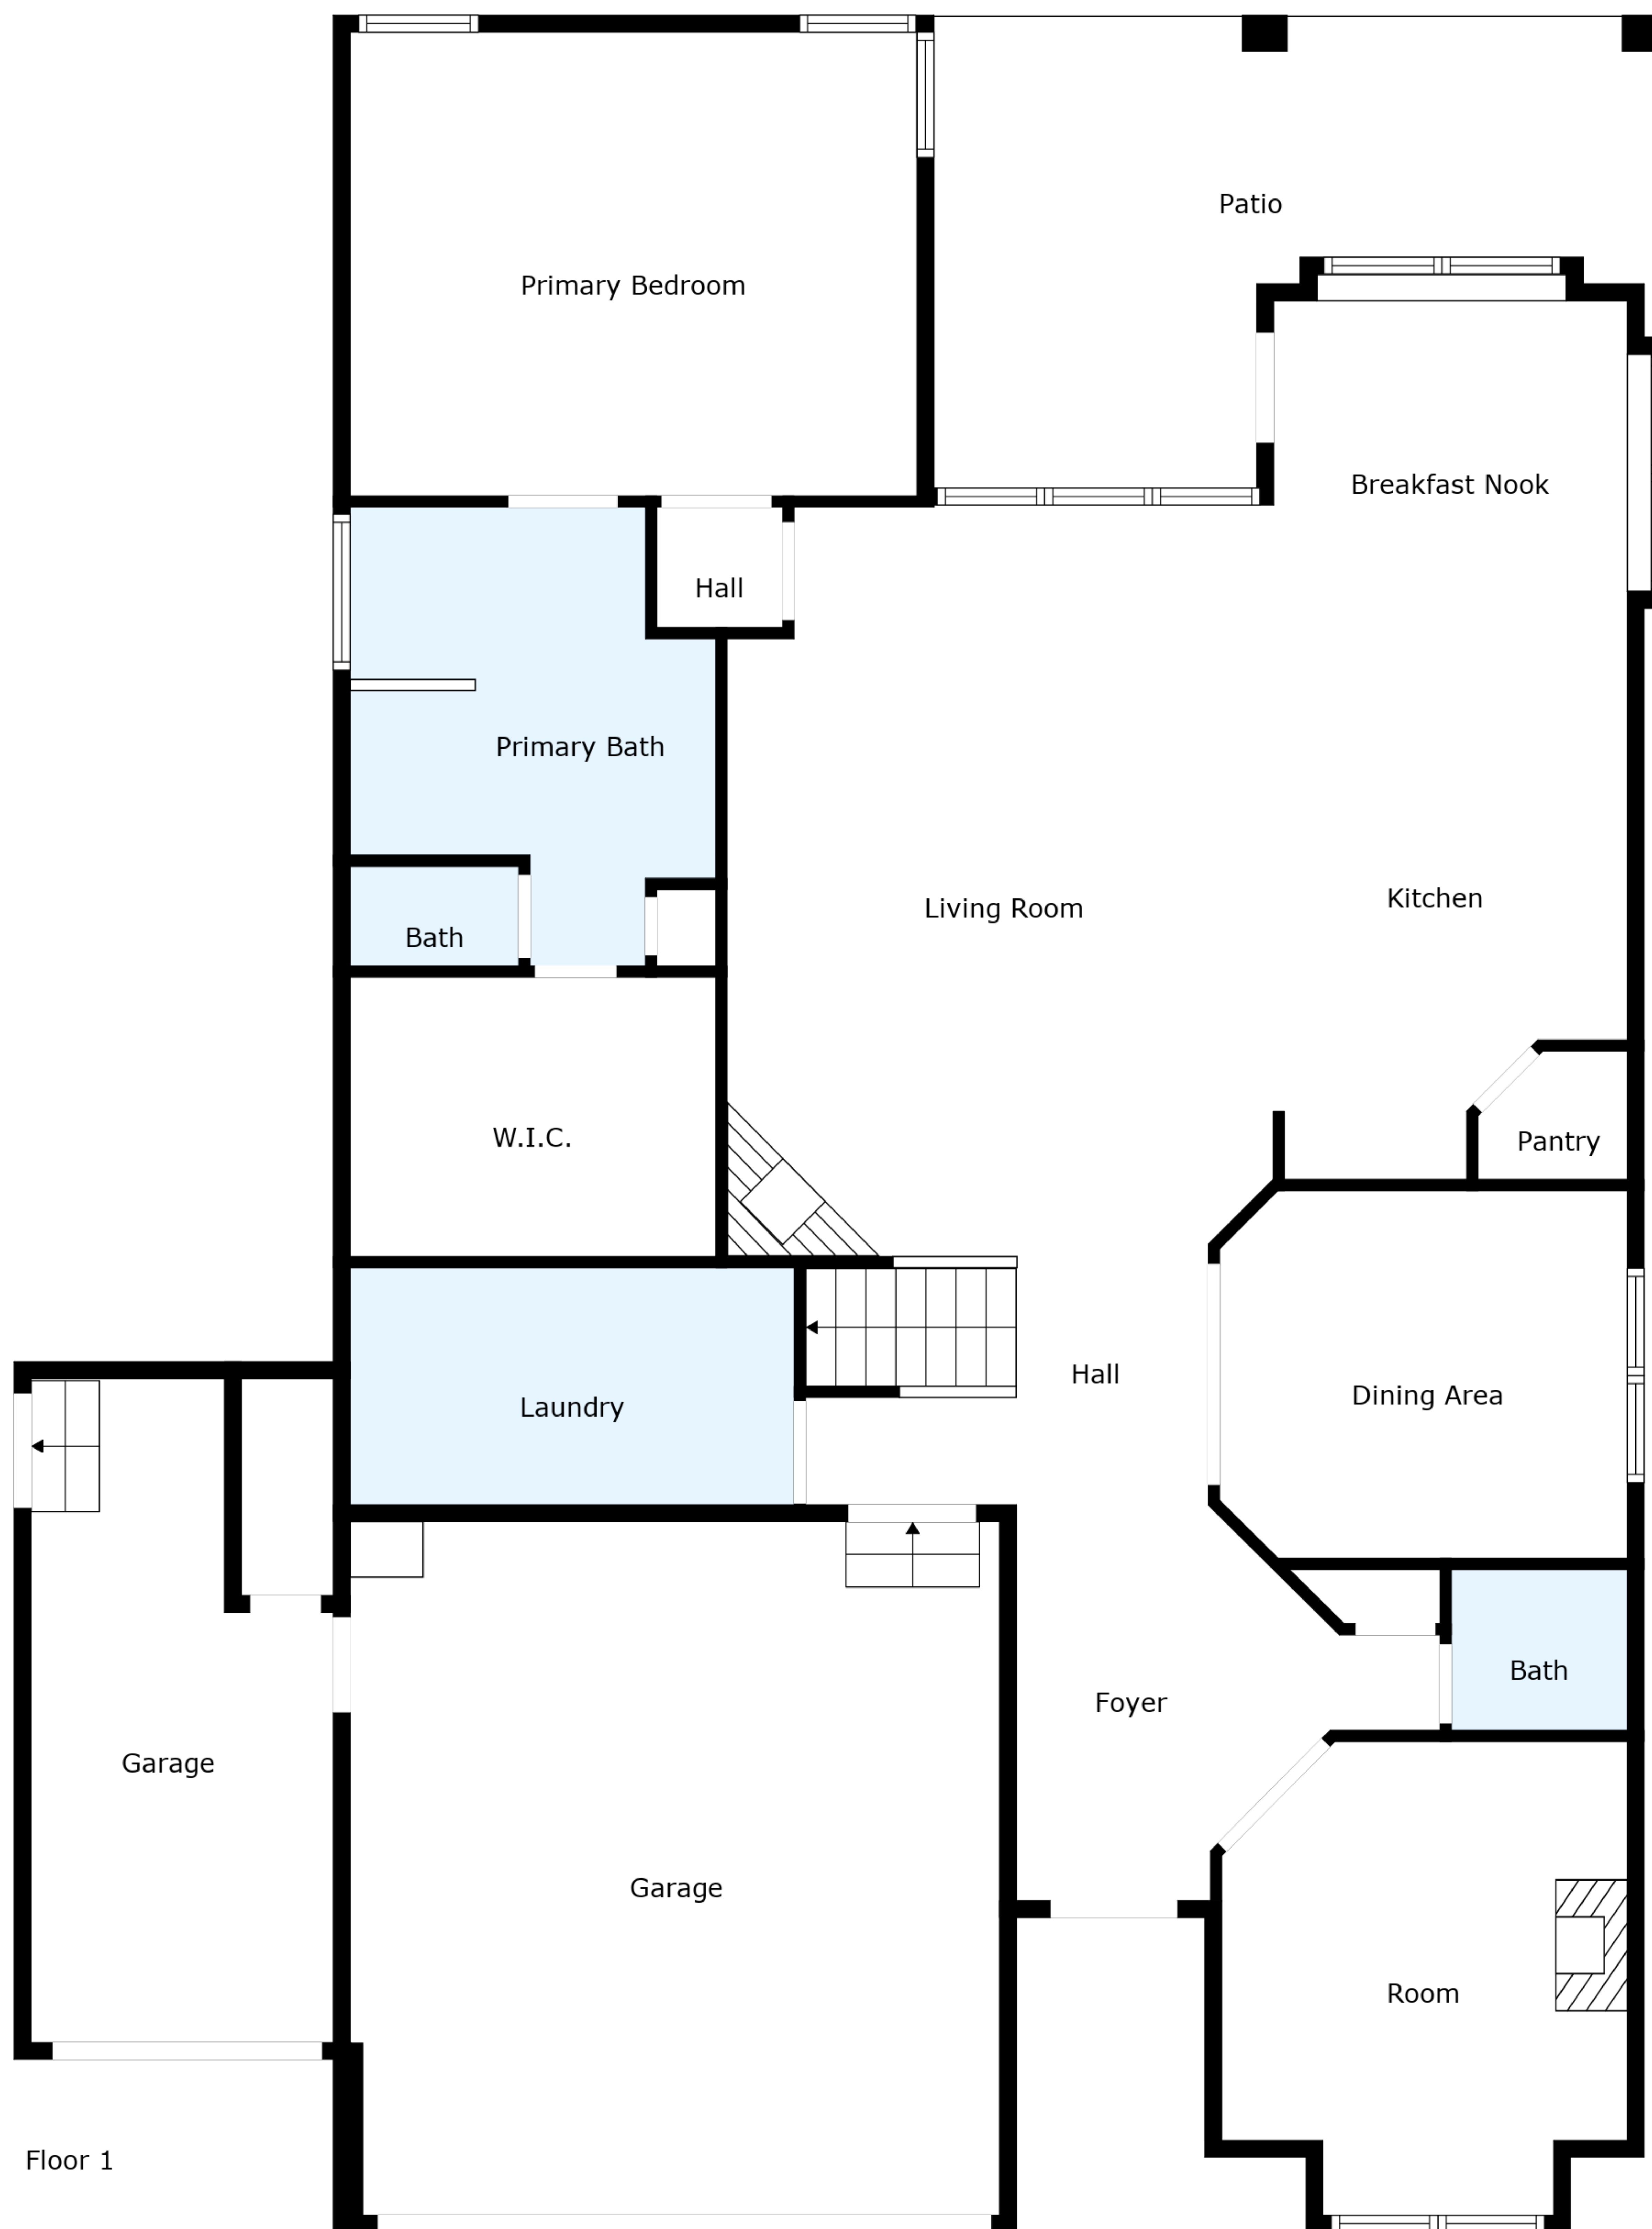 Patio
Primary Bedroom
Breakfast Nook
Hall
Primary Bath
Living Room
Kitchen
Bath
W.I.C.
Pantry
Hall
Dining Area
Laundry
Bath
Foyer
Garage
Garage
Room
Floor 1